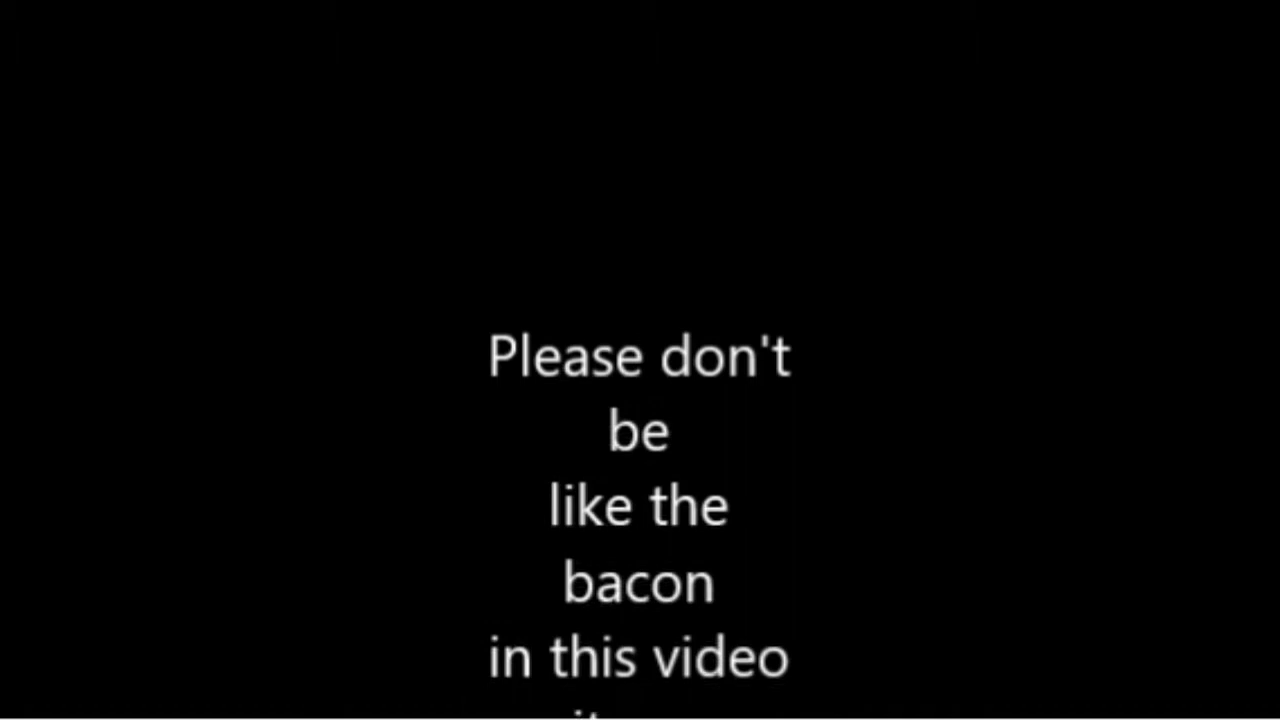 Please don't
be
like the
bacon
in this video